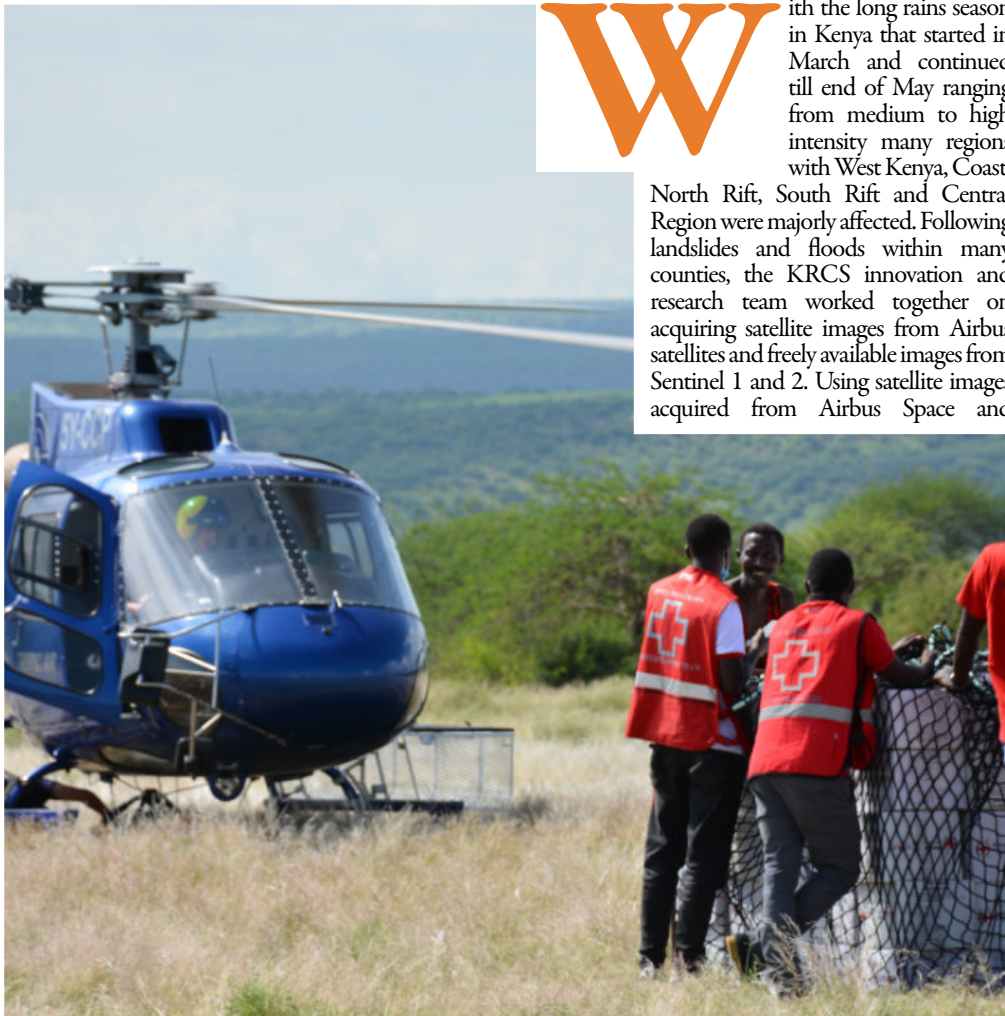 With the long rains season
in Kenya that started in
March and continued
till end of May ranging
from medium to high
intensity many regions
with West Kenya, Coast
North Rift, South Rift and Centra
Region were majorly affected. Following
landslides and floods within many
counties, the KRCS innovation and
research team worked together on
acquiring satellite images from Airbus
satellites and freely available images from
Sentinel 1 and 2. Using satellite images
acquired from Airbus Space and
5Y-CCP